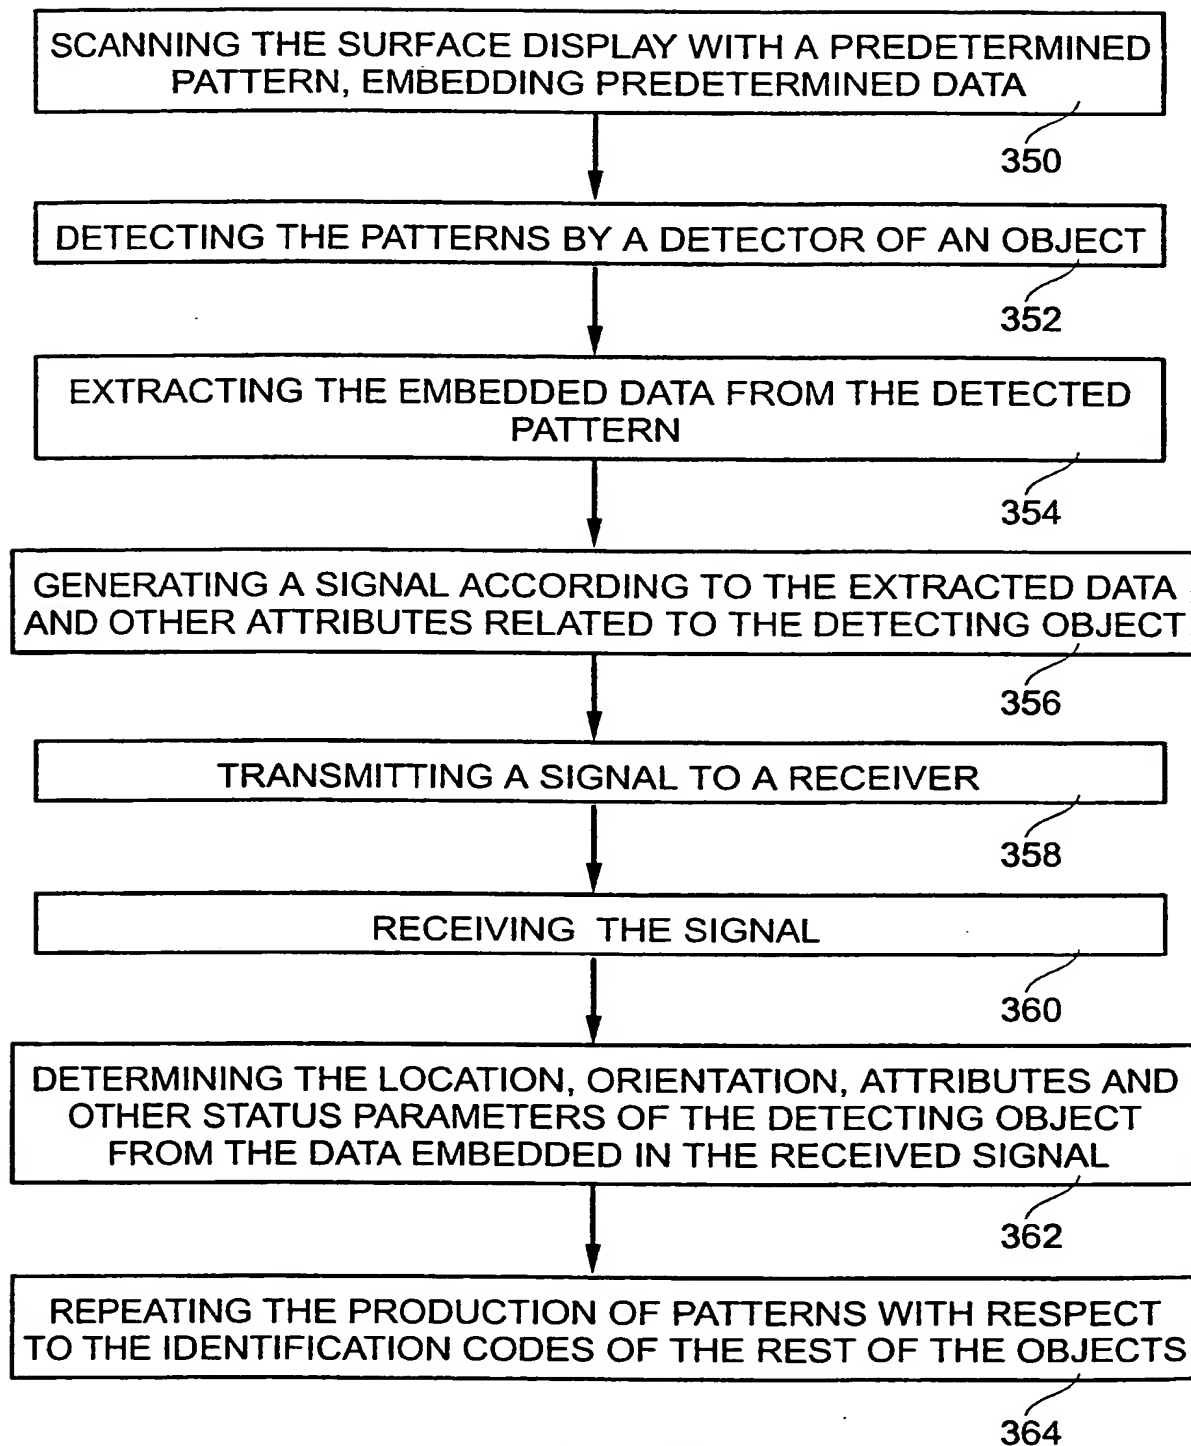 SCANNING THE SURFACE DISPLAY WITH A PREDETERMINED
PATTERN, EMBEDDING PREDETERMINED DATA
350
DETECTING THE PATTERNS BY A DETECTOR OF AN OBJECT
352
EXTRACTING THE EMBEDDED DATA FROM THE DETECTED
PATTERN
354
GENERATING A SIGNAL ACCORDING TO THE EXTRACTED DATA
AND OTHER ATTRIBUTES RELATED TO THE DETECTING OBJECT
356
TRANSMITTING A SIGNAL TO A RECEIVER
358
RECEIVING THE SIGNAL
360
DETERMINING THE LOCATION, ORIENTATION, ATTRIBUTES AND
OTHER STATUS PARAMETERS OF THE DETECTING OBJECT
FROM THE DATA EMBEDDED IN THE RECEIVED SIGNAL
362
REPEATING THE PRODUCTION OF PATTERNS WITH RESPECT
TO THE IDENTIFICATION CODES OF THE REST OF THE OBJECTS
364